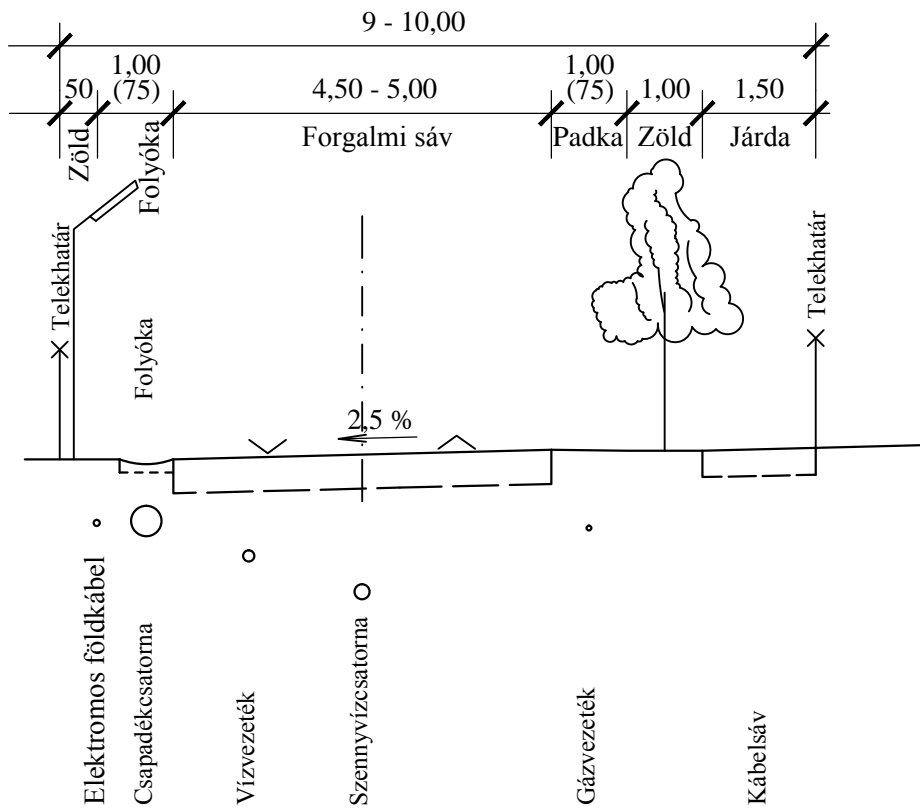 9 - 10,00
50
1,00
(75)
4,50 - 5,00
1,00
(75)
1,00
1,50
Zöld
Folyóka
Forgalmi sáv
Padka
Zöld
Járda
Telekhatár
Folyóka
Telekhatár
2,5 %
Elektromos földkábel
Csapadékcsatorna
Vízvezeték
Szennyvízcsatorna
Gázvezeték
Kábelsáv